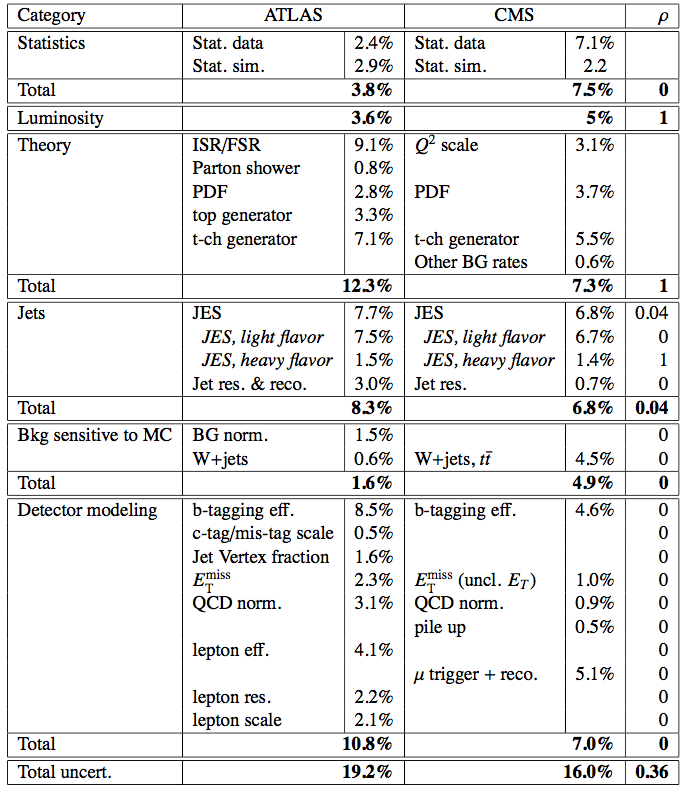 Category ATLAS CMS ρ
Statistics Stat. data 2.4% Stat. data 7.1%
Stat. sim. 2.9% Stat. sim. 2.2
Total 3.8% 7.5% 0
Luminosity 3.6% 5% 1
Theory ISR/FSR 9.1% Q² scale 3.1%
Parton shower 0.8%
PDF 2.8% PDF 3.7%
top generator 3.3%
t-ch generator 7.1% t-ch generator 5.5%
Other BG rates 0.6%
Total 12.3% 7.3% 1
Jets JES 7.7% JES 6.8% 0.04
JES, light flavor 7.5% JES, light flavor 6.7% 0
JES, heavy flavor 1.5% JES, heavy flavor 1.4% 1
Jet res. & reco. 3.0% Jet res. 0.7% 0
Total 8.3% 6.8% 0.04
Bkg sensitive to MC BG norm. 1.5% 0
W+jets 0.6% W+jets, tt̄ 4.5% 0
Total 1.6% 4.9% 0
Detector modeling b-tagging eff. 8.5% b-tagging eff. 4.6% 0
c-tag/mis-tag scale 0.5% 0
Jet Vertex fraction 1.6% 0
E_T^miss 2.3% E_T^miss (uncl. E_T) 1.0% 0
QCD norm. 3.1% QCD norm. 0.9% 0
pile up 0.5% 0
lepton eff. 4.1% 0
μ trigger + reco. 5.1% 0
lepton res. 2.2% 0
lepton scale 2.1% 0
Total 10.8% 7.0% 0
Total uncert. 19.2% 16.0% 0.36